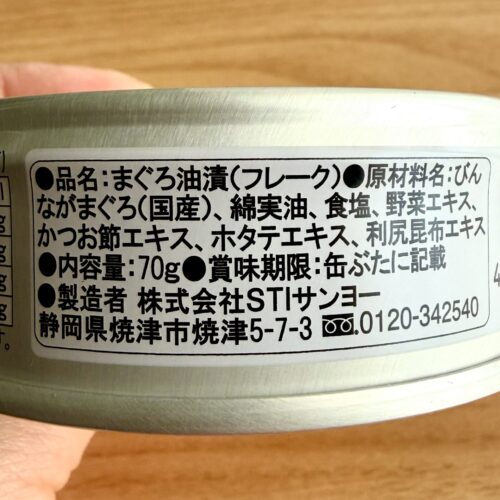 ●品名:まぐろ油漬(フレーク)●原材料名:びん
ながまぐろ(国産)、綿実油、食塩、野菜エキス、
かつお節エキス、ホタテエキス、利尻昆布エキス
●内容量:70g●賞味期限:缶ぶたに記載
●製造者 株式会社STIサンヨー
静岡県焼津市焼津5-7-3 .0120-342540
g
g
g
す。
4